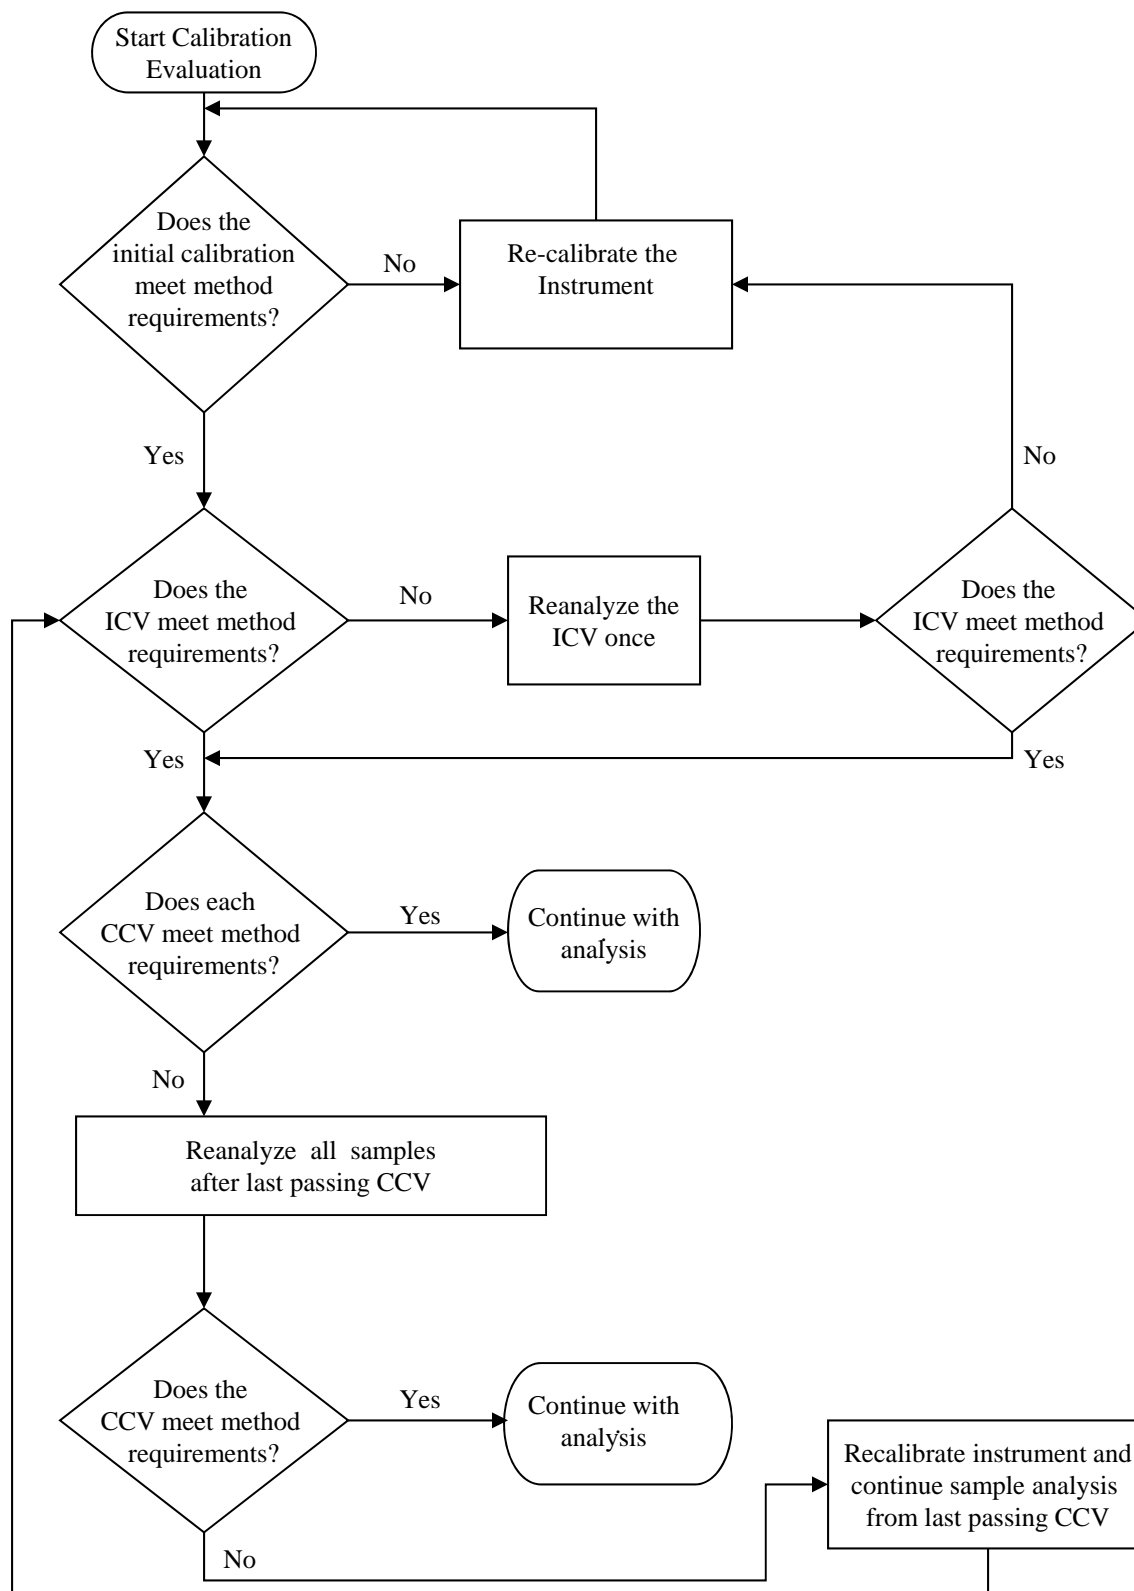 Start Calibration
Evaluation
Does the
initial calibration
meet method
requirements?
No
Re-calibrate the
Instrument
Yes
No
Does the
ICV meet method
requirements?
No
Reanalyze the
ICV once
Does the
ICV meet method
requirements?
Yes
Yes
Does each
CCV meet method
requirements?
Yes
Continue with
analysis
No
Reanalyze all samples
after last passing CCV
Does the
CCV meet method
requirements?
Yes
Continue with
analysis
No
Recalibrate instrument and
continue sample analysis
from last passing CCV